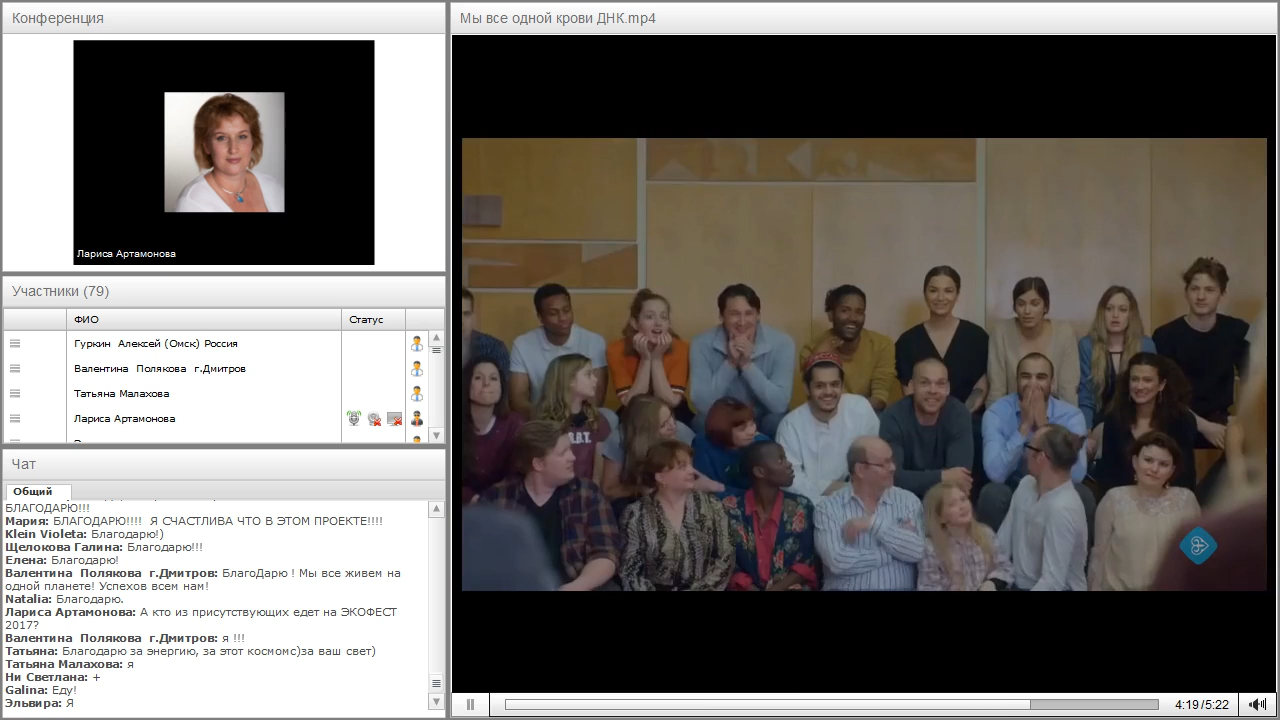 Конференция
Лариса Артамонова
Участники (79)
ФИО Статус
Гуркин Алексей (Омск) Россия
Валентина Полякова г.Дмитров
Татьяна Малахова
Лариса Артамонова
Чат
Общий
БЛАГОДАРЮ!!!
Мария: БЛАГОДАРЮ!!!! Я СЧАСТЛИВА ЧТО В ЭТОМ ПРОЕКТЕ!!!!
Klein Violeta: Благодарю!)
Щелокова Галина: Благодарю!!!
Елена: Благодарю!
Валентина Полякова г.Дмитров: БлагоДарю ! Мы все живем на
одной планете! Успехов всем нам!
Natalia: Благодарю.
Лариса Артамонова: А кто из присутствующих едет на ЭКОФЕСТ
2017?
Валентина Полякова г.Дмитров: я !!!
Татьяна: Благодарю за энергию, за этот космомс)за ваш свет)
Татьяна Малахова: я
Ни Светлана: +
Galina: Еду!
Эльвира: Я
Мы все одной крови ДНК.mp4
4:19/5:22